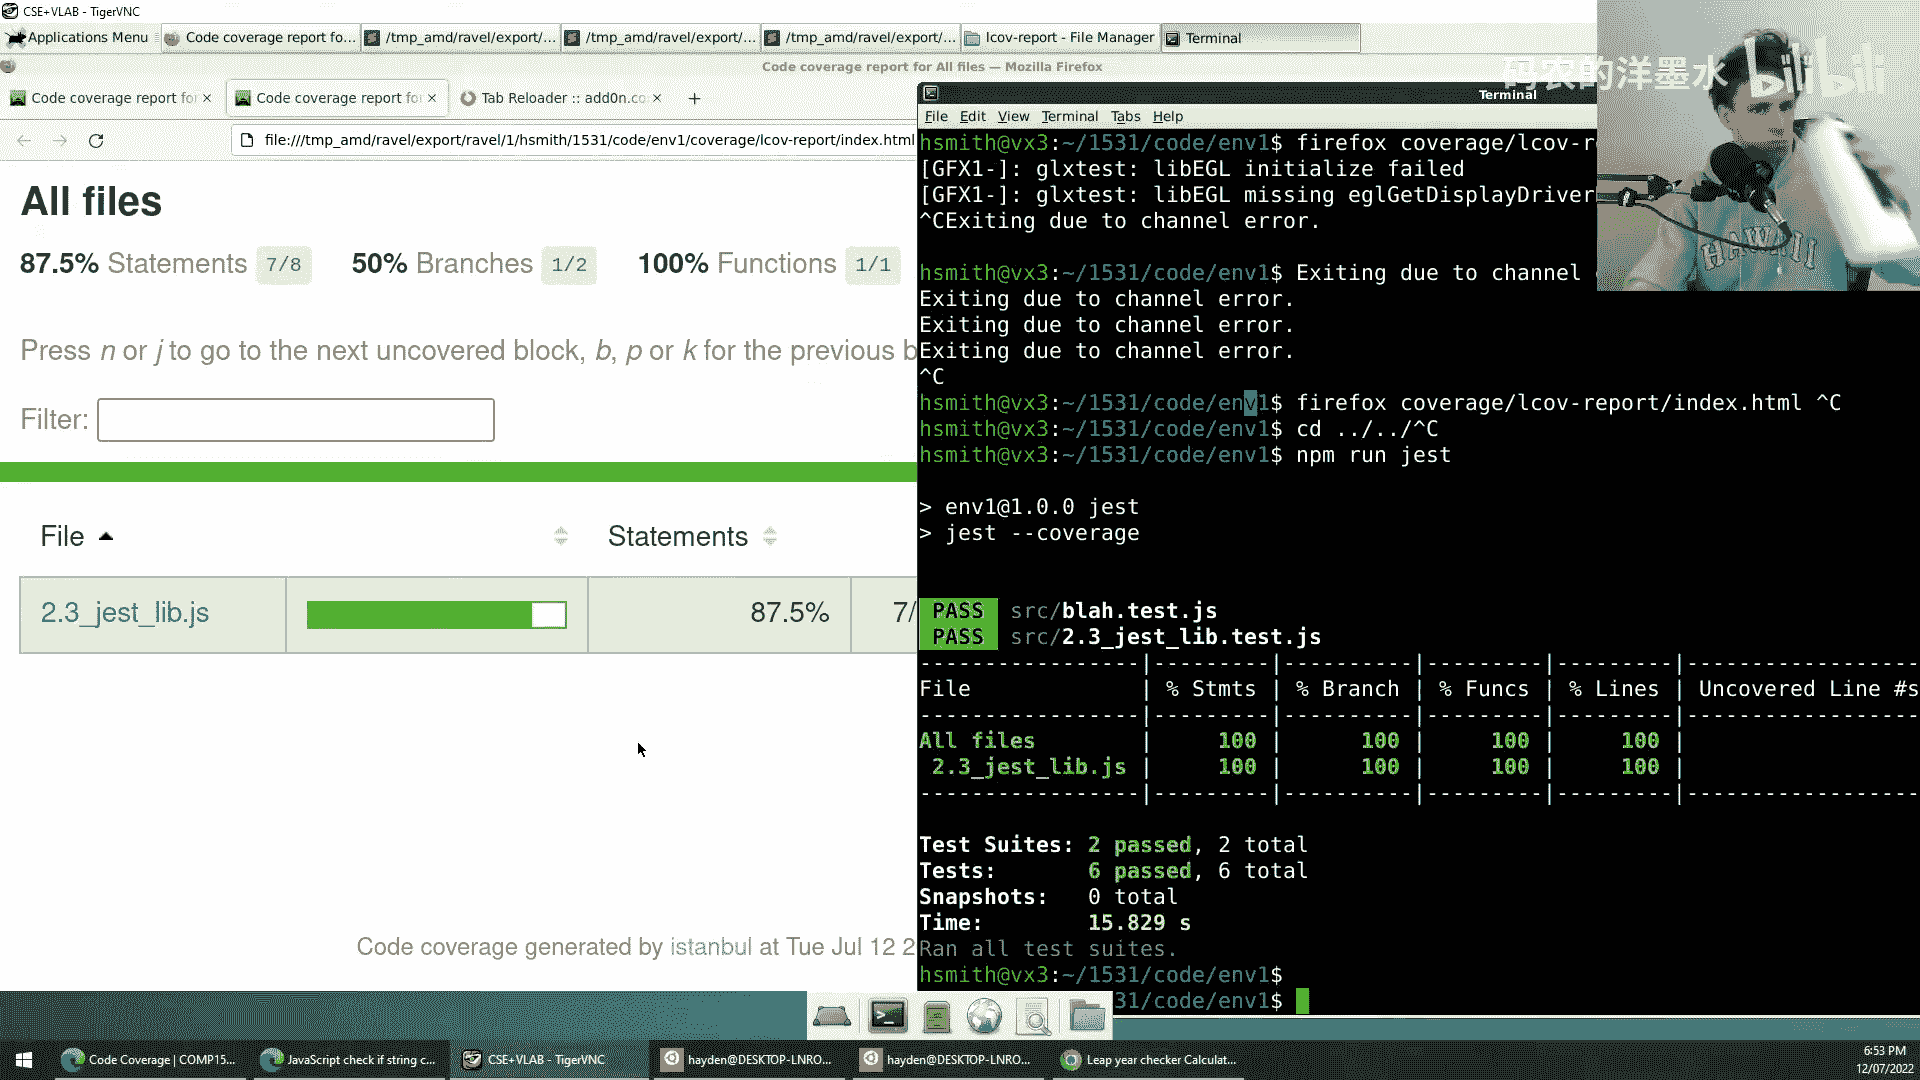 CSE+VLAB - TigerVNC
Applications Menu
Code coverage report fo...
/tmp_amd/ravel/export/...
/tmp_amd/ravel/export/...
/tmp_amd/ravel/export/...
lcov-report - File Manager
Terminal
Code coverage report for All files — Mozilla Firefox
码农的洋墨水 bilibili
Code coverage report fo
Code coverage report fo
Tab Reloader :: add0n.co
file:///tmp_amd/ravel/export/ravel/1/hsmith/1531/code/env1/coverage/lcov-report/index.html
All files
87.5% Statements 7/8 50% Branches 1/2 100% Functions 1/1
Press n or j to go to the next uncovered block, b, p or k for the previous b
Filter:
File Statements
2.3_jest_lib.js 87.5% 7/
Code coverage generated by istanbul at Tue Jul 12 2
Terminal
File Edit View Terminal Tabs Help
hsmith@vx3:~/1531/code/env1$ firefox coverage/lcov-r
[GFX1-]: glxtest: libEGL initialize failed
[GFX1-]: glxtest: libEGL missing eglGetDisplayDriver
^CExiting due to channel error.
hsmith@vx3:~/1531/code/env1$ Exiting due to channel
Exiting due to channel error.
Exiting due to channel error.
Exiting due to channel error.
^C
hsmith@vx3:~/1531/code/env1$ firefox coverage/lcov-report/index.html ^C
hsmith@vx3:~/1531/code/env1$ cd ../../^C
hsmith@vx3:~/1531/code/env1$ npm run jest
> env1@1.0.0 jest
> jest --coverage
PASS src/blah.test.js
PASS src/2.3_jest_lib.test.js
-----------------|---------|----------|---------|---------|------------------
File | % Stmts | % Branch | % Funcs | % Lines | Uncovered Line #s
-----------------|---------|----------|---------|---------|------------------
All files | 100 | 100 | 100 | 100 |
2.3_jest_lib.js | 100 | 100 | 100 | 100 |
-----------------|---------|----------|---------|---------|------------------
Test Suites: 2 passed, 2 total
Tests: 6 passed, 6 total
Snapshots: 0 total
Time: 15.829 s
Ran all test suites.
hsmith@vx3:~/1531/code/env1$
31/code/env1$
HAWAII
Code Coverage | COMP15...
JavaScript check if string c...
CSE+VLAB - TigerVNC
hayden@DESKTOP-LNRO...
hayden@DESKTOP-LNRO...
Leap year checker Calculat...
6:53 PM
12/07/2022